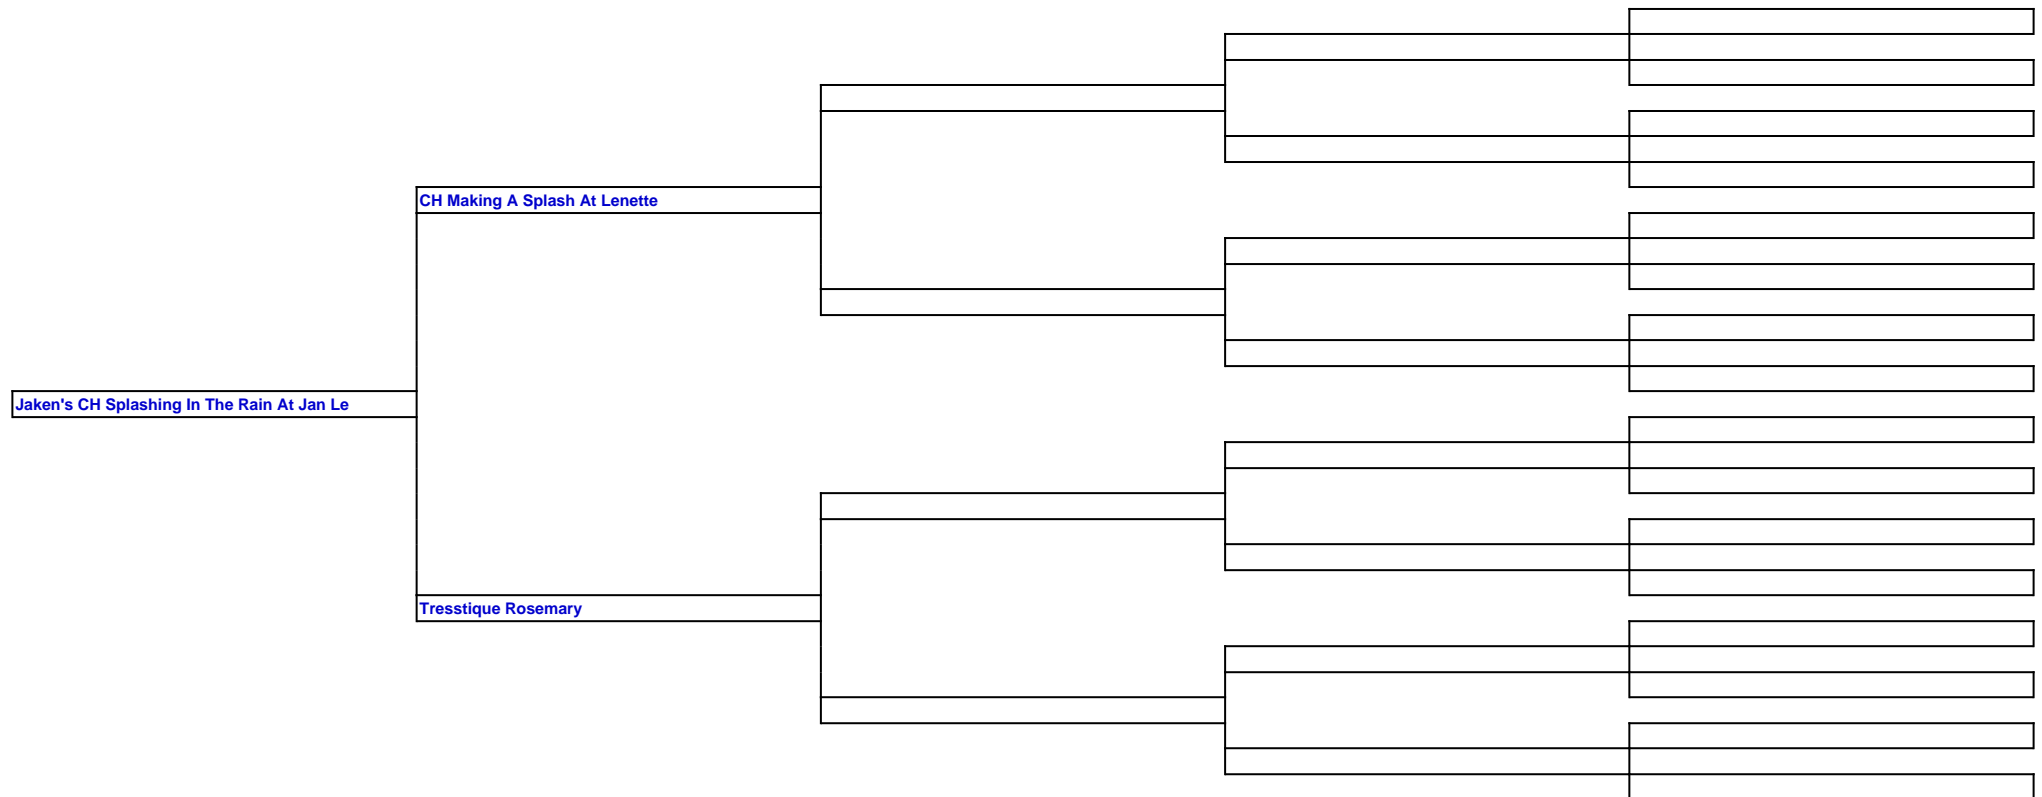 CH Making A Splash At Lenette
Jaken's CH Splashing In The Rain At Jan Le
Tresstique Rosemary